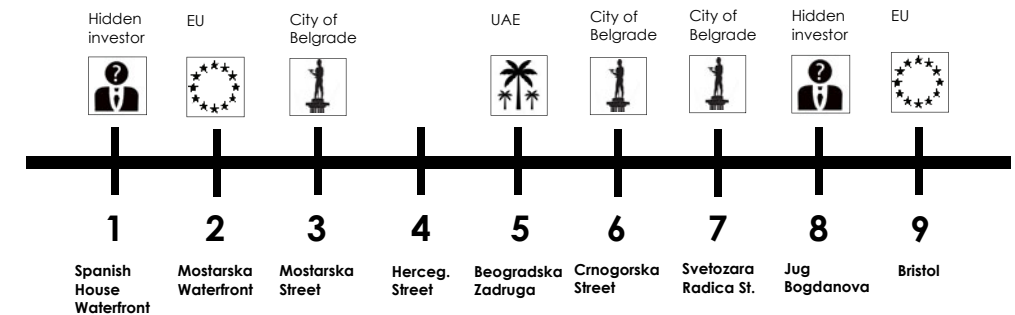 Hidden
investor
EU
City of
Belgrade
UAE
City of
Belgrade
City of
Belgrade
Hidden
investor
EU
?
?
1
2
3
4
5
6
7
8
9
Spanish
House
Waterfront
Mostarska
Waterfront
Mostarska
Street
Herceg.
Street
Beogradska
Zadruga
Crnogorska
Street
Svetozara
Radica St.
Jug
Bogdanova
Bristol